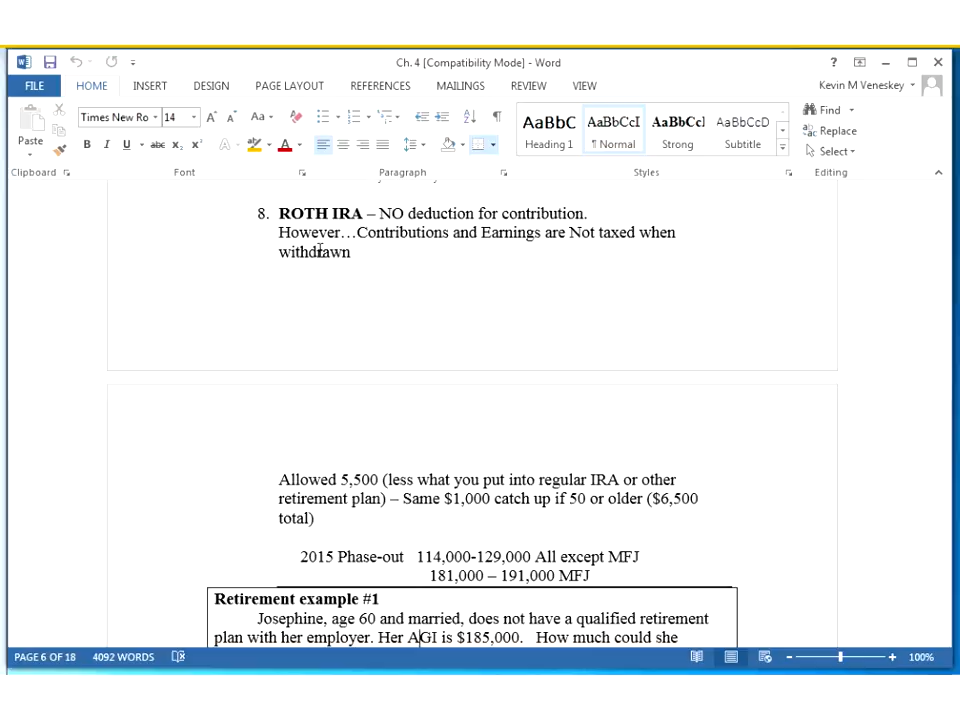 Ch. 4 [Compatibility Mode] - Word
?
FILE HOME INSERT DESIGN PAGE LAYOUT REFERENCES MAILINGS REVIEW VIEW
Kevin M Veneskey
Paste
Times New Ro 14
Aa
B I U abc x₂ x²
A ab A
AaBbC AaBbCcI AaBbCcl AaBbCcD
Heading 1 ¶ Normal Strong Subtitle
Find
Replace
Select
Clipboard Font Paragraph Styles Editing
8. ROTH IRA – NO deduction for contribution.
However…Contributions and Earnings are Not taxed when
withdrawn
Allowed 5,500 (less what you put into regular IRA or other
retirement plan) – Same $1,000 catch up if 50 or older ($6,500
total)
2015 Phase-out 114,000-129,000 All except MFJ
181,000 – 191,000 MFJ
Retirement example #1
Josephine, age 60 and married, does not have a qualified retirement
plan with her employer. Her AGI is $185,000. How much could she
PAGE 6 OF 18 4092 WORDS
100%